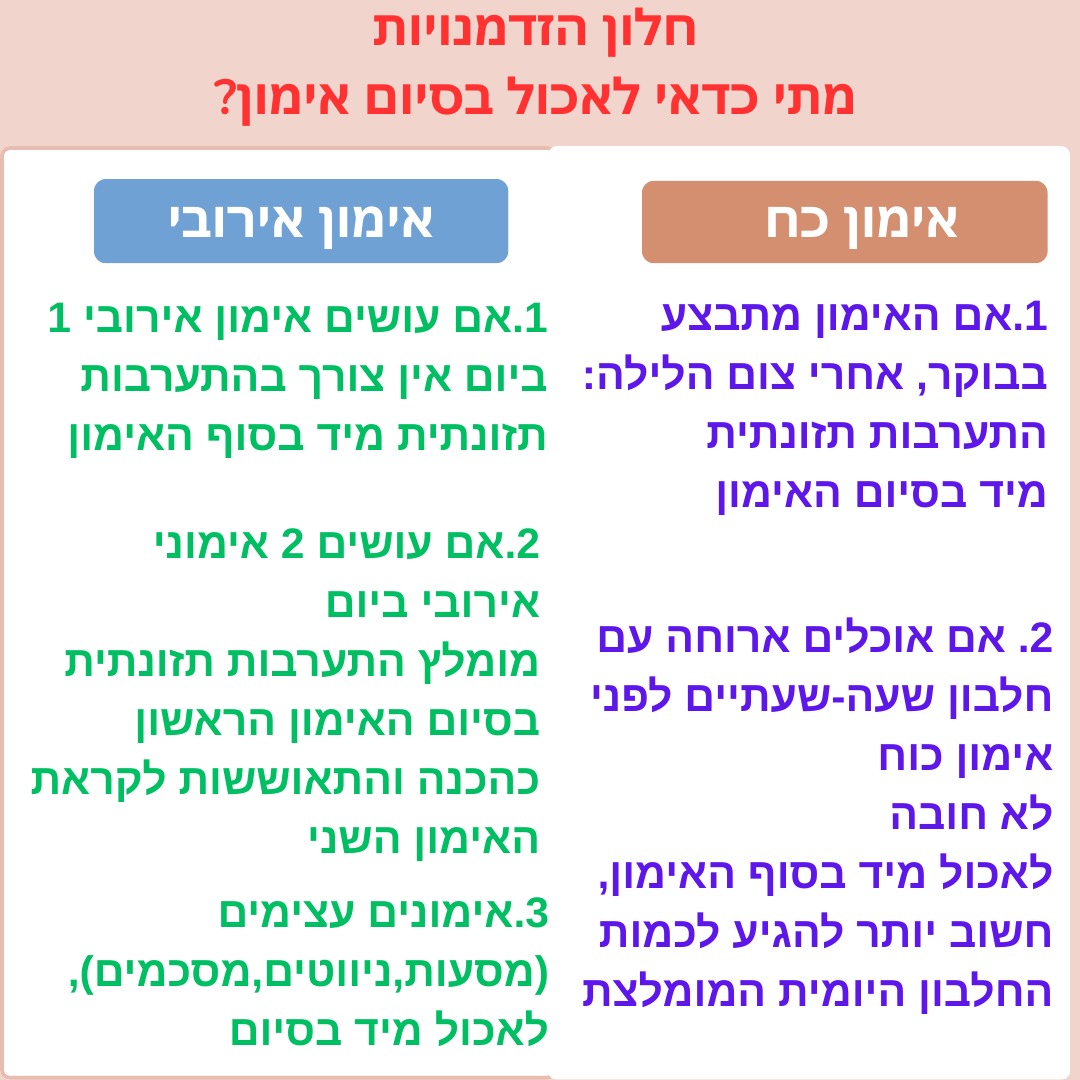 חלון הזדמנויות
מתי כדאי לאכול בסיום אימון?
אימון כח
1.אם האימון מתבצע
בבוקר, אחרי צום הלילה:
התערבות תזונתית
מיד בסיום האימון
2. אם אוכלים ארוחה עם
חלבון שעה-שעתיים לפני
אימון כוח
לא חובה
לאכול מיד בסוף האימון,
חשוב יותר להגיע לכמות
החלבון היומית המומלצת
אימון אירובי
1.אם עושים אימון אירובי 1
ביום אין צורך בהתערבות
תזונתית מיד בסוף האימון
2.אם עושים 2 אימוני
אירובי ביום
מומלץ התערבות תזונתית
בסיום האימון הראשון
כהכנה והתאוששות לקראת
האימון השני
3.אימונים עצימים
(מסעות,ניווטים,מסכמים),
לאכול מיד בסיום